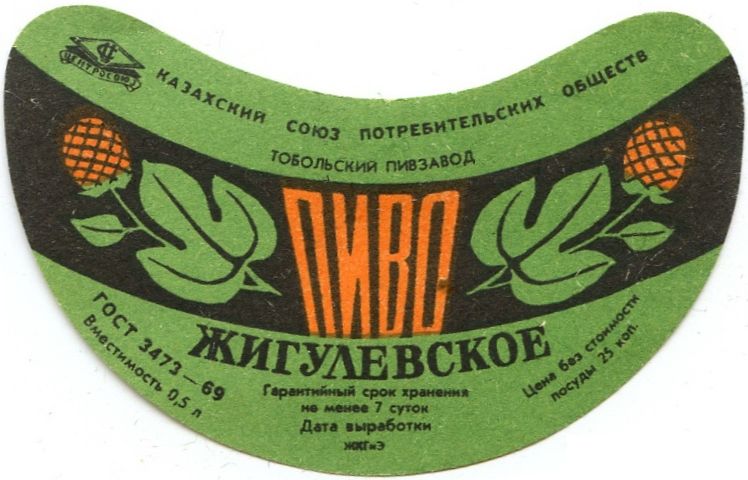 ЦЕНТРОСОЮЗ
КАЗАХСКИЙ СОЮЗ ПОТРЕБИТЕЛЬСКИХ ОБЩЕСТВ
ТОБОЛЬСКИЙ ПИВЗАВОД
ПИВО
ЖИГУЛЕВСКОЕ
ГОСТ 3473—69
Вместимость 0,5 л
Гарантийный срок хранения
не менее 7 суток
Дата выработки
ЖКГиЭ
Цена без стоимости
посуды 25 коп.